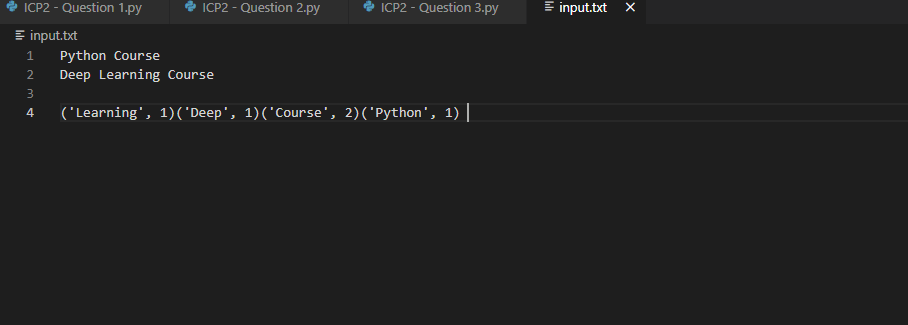 ICP2 - Question 1.py ICP2 - Question 2.py ICP2 - Question 3.py input.txt
input.txt
1 Python Course
2 Deep Learning Course
3
4 ('Learning', 1)('Deep', 1)('Course', 2)('Python', 1)